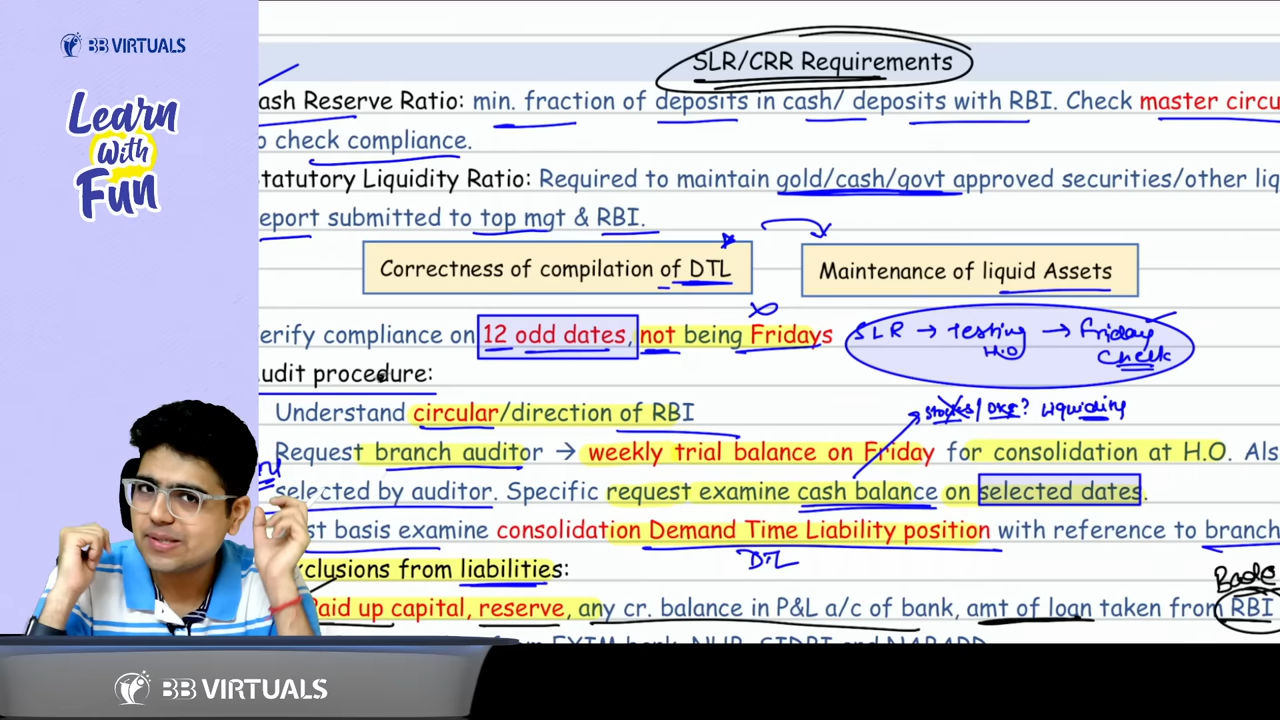 BB VIRTUALS
Learn
With
Fun
SLR/CRR Requirements
ash Reserve Ratio: min. fraction of deposits in cash/ deposits with RBI. Check master circu
o check compliance.
tatutory Liquidity Ratio: Required to maintain gold/cash/govt approved securities/other liq
eport submitted to top mgt & RBI.
Correctness of compilation of DTL
Maintenance of liquid Assets
erify compliance on 12 odd dates, not being Fridays
SLR → Testing → Friday
H.O
Check
udit procedure:
Understand circular/direction of RBI
Request branch auditor → weekly trial balance on Friday for consolidation at H.O. Als
selected by auditor. Specific request examine cash balance on selected dates.
st basis examine consolidation Demand Time Liability position with reference to branch
DTL
xclusions from liabilities:
Paid up capital, reserve, any cr. balance in P&L a/c of bank, amt of loan taken from RBI
BB VIRTUALS